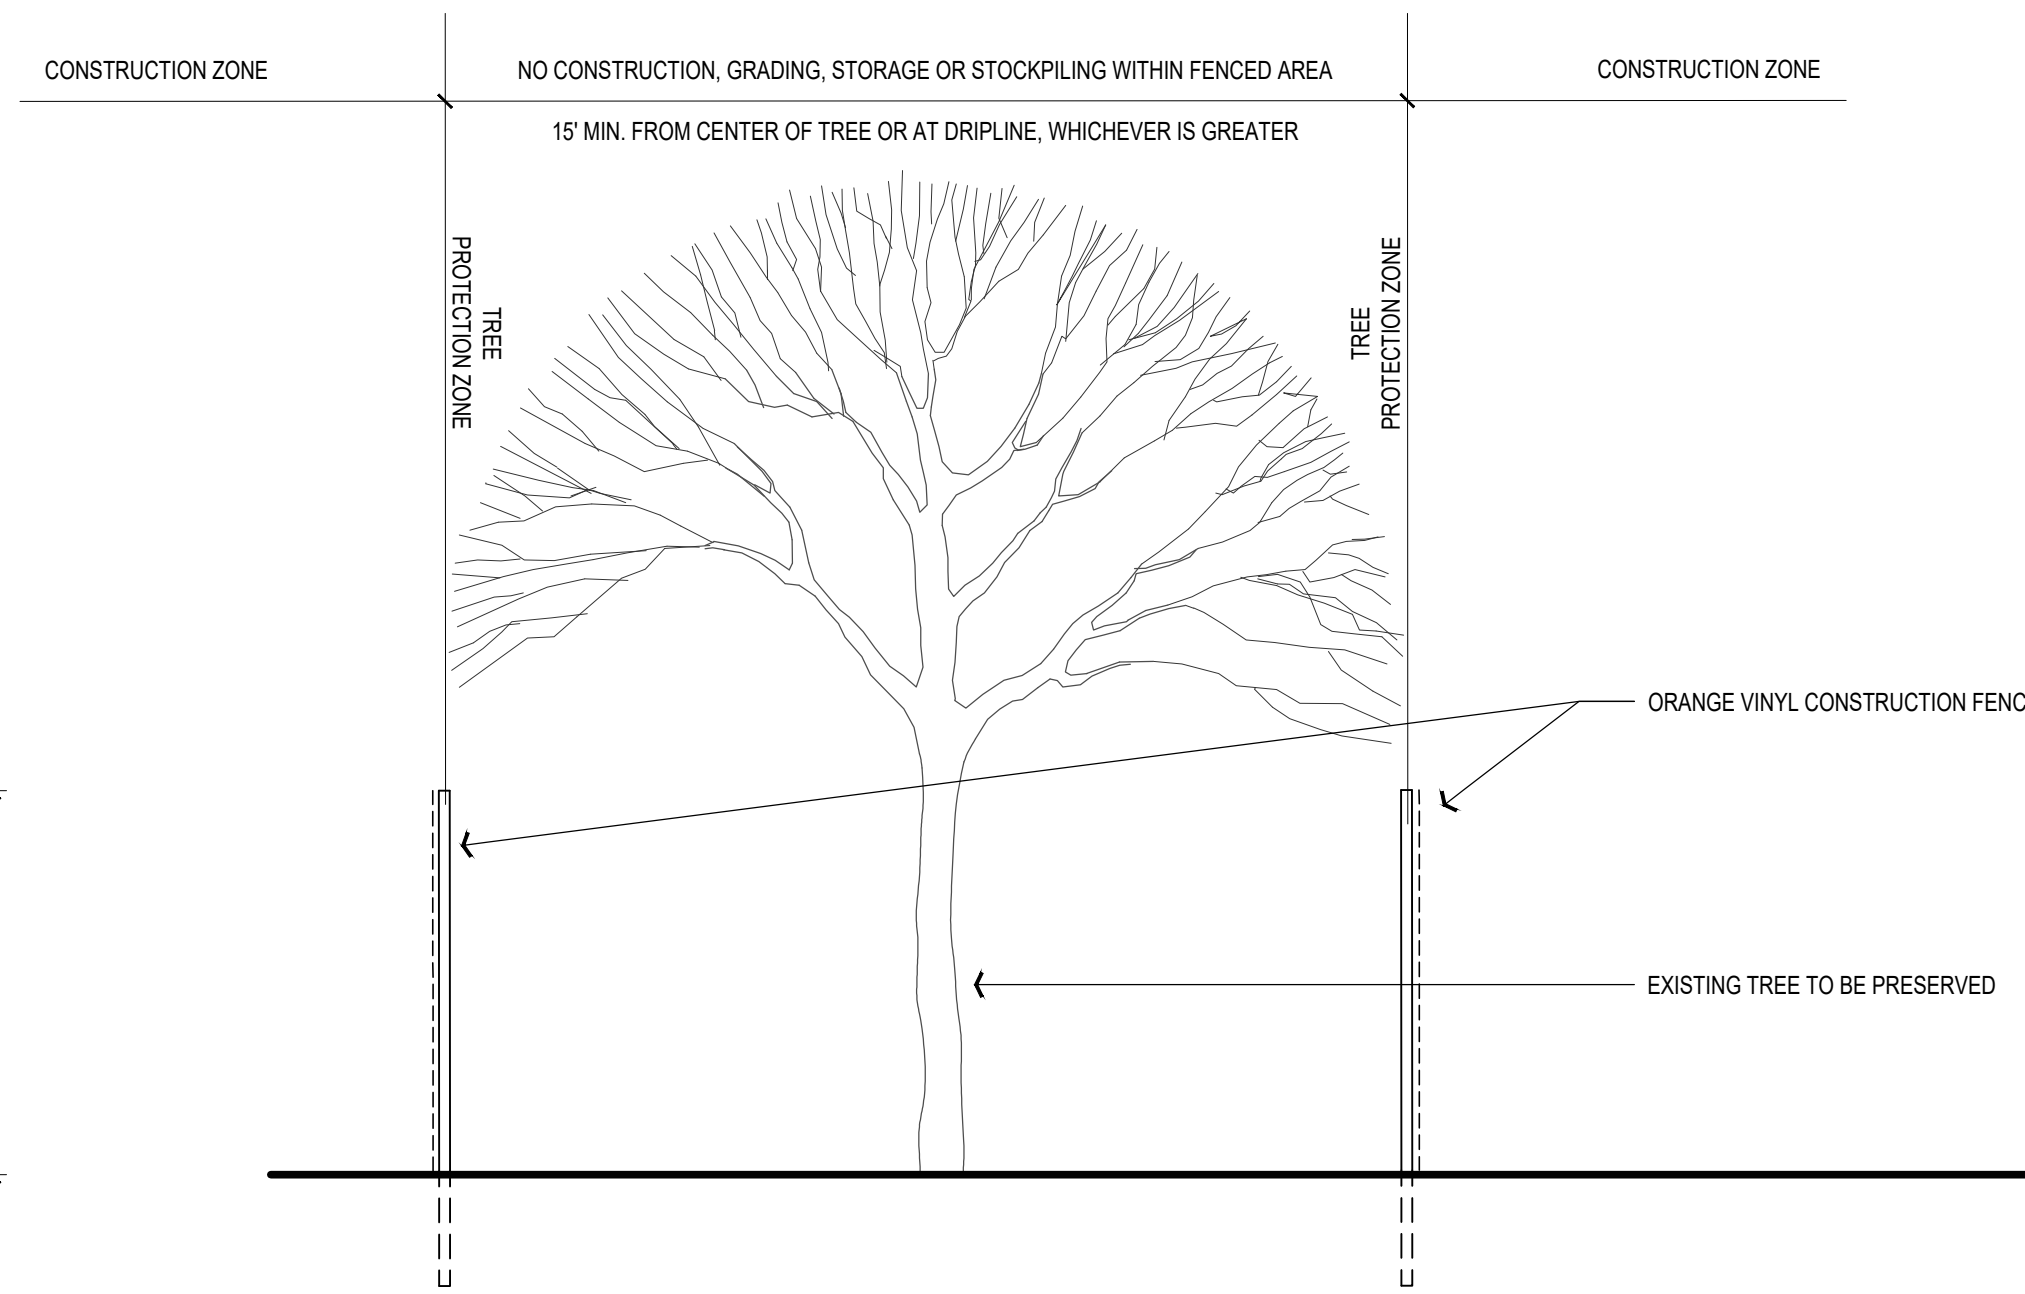 CONSTRUCTION ZONE
NO CONSTRUCTION, GRADING, STORAGE OR STOCKPILING WITHIN FENCED AREA
CONSTRUCTION ZONE
15' MIN. FROM CENTER OF TREE OR AT DRIPLINE, WHICHEVER IS GREATER
TREE
PROTECTION ZONE
TREE
PROTECTION ZONE
ORANGE VINYL CONSTRUCTION FENC
EXISTING TREE TO BE PRESERVED